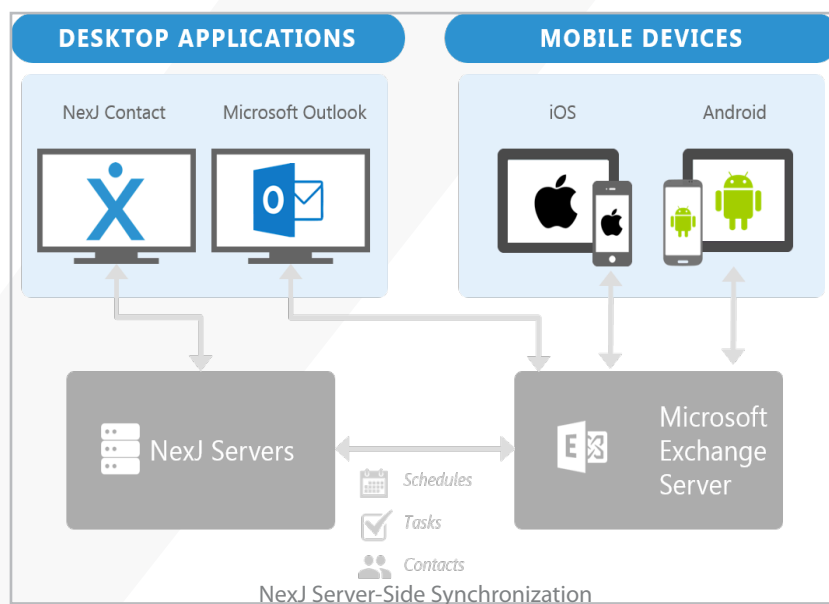 DESKTOP APPLICATIONS
MOBILE DEVICES
NexJ Contact
Microsoft Outlook
iOS
Android
O
NexJ Servers
E
Microsoft
Exchange
Server
Schedules
Tasks
Contacts
NexJ Server-Side Synchronization